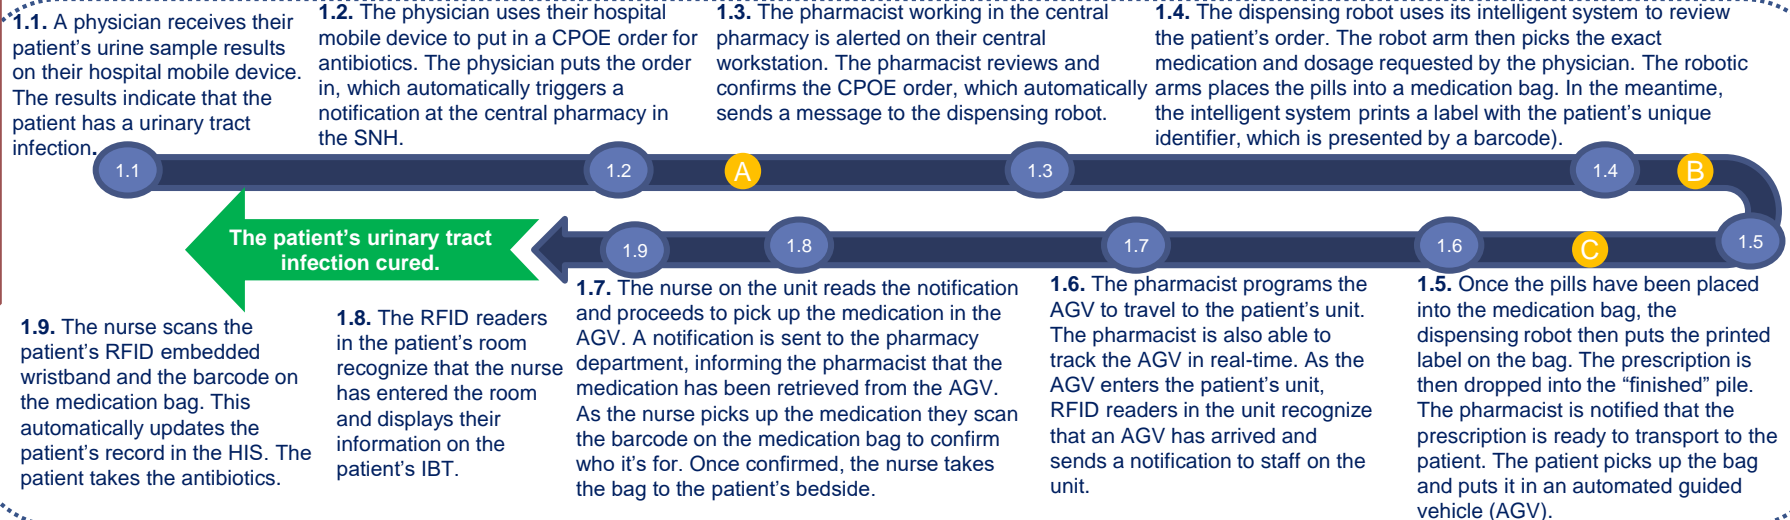 1.1. A physician receives their
patient's urine sample results
on their hospital mobile device.
The results indicate that the
patient has a urinary tract
infection.
1.2. The physician uses their hospital
mobile device to put in a CPOE order for
antibiotics. The physician puts the order
in, which automatically triggers a
notification at the central pharmacy in
the SNH.
1.3. The pharmacist working in the central
pharmacy is alerted on their central
workstation. The pharmacist reviews and
confirms the CPOE order, which automatically
sends a message to the dispensing robot.
1.4. The dispensing robot uses its intelligent system to review
the patient's order. The robot arm then picks the exact
medication and dosage requested by the physician. The robotic
arms places the pills into a medication bag. In the meantime,
the intelligent system prints a label with the patient's unique
identifier, which is presented by a barcode).
1.1
1.2
A
1.3
1.4
B
The patient's urinary tract
infection cured.
1.9
1.8
1.7
1.6
C
1.5
1.9. The nurse scans the
patient's RFID embedded
wristband and the barcode on
the medication bag. This
automatically updates the
patient's record in the HIS. The
patient takes the antibiotics.
1.8. The RFID readers
in the patient's room
recognize that the nurse
has entered the room
and displays their
information on the
patient's IBT.
1.7. The nurse on the unit reads the notification
and proceeds to pick up the medication in the
AGV. A notification is sent to the pharmacy
department, informing the pharmacist that the
medication has been retrieved from the AGV.
As the nurse picks up the medication they scan
the barcode on the medication bag to confirm
who it's for. Once confirmed, the nurse takes
the bag to the patient's bedside.
1.6. The pharmacist programs the
AGV to travel to the patient's unit.
The pharmacist is also able to
track the AGV in real-time. As the
AGV enters the patient's unit,
RFID readers in the unit recognize
that an AGV has arrived and
sends a notification to staff on the
unit.
1.5. Once the pills have been placed
into the medication bag, the
dispensing robot then puts the printed
label on the bag. The prescription is
then dropped into the “finished” pile.
The pharmacist is notified that the
prescription is ready to transport to the
patient. The patient picks up the bag
and puts it in an automated guided
vehicle (AGV).